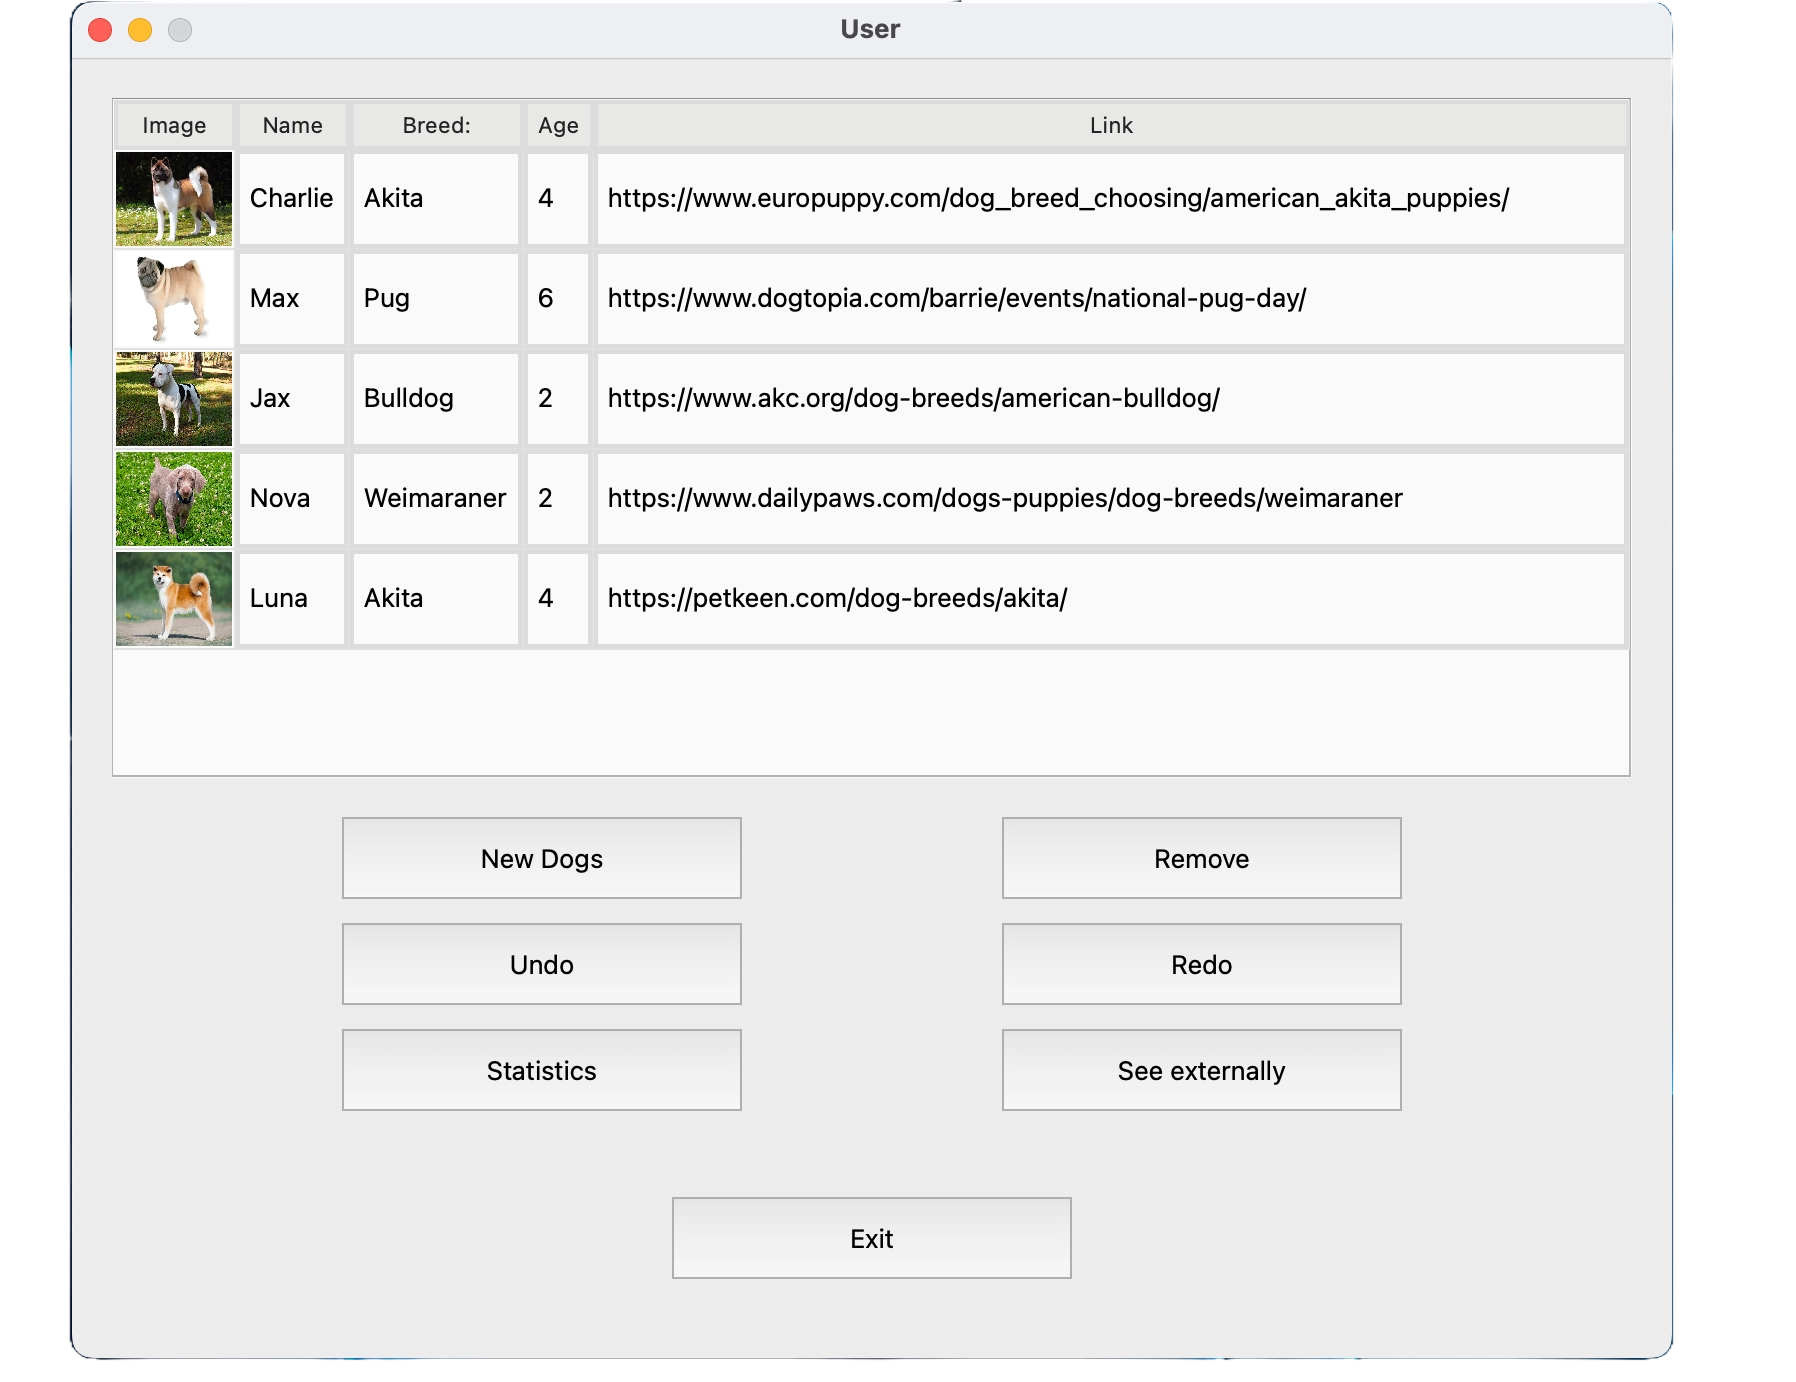 User
Image Name Breed: Age Link
Charlie Akita 4 https://www.europuppy.com/dog_breed_choosing/american_akita_puppies/
Max Pug 6 https://www.dogtopia.com/barrie/events/national-pug-day/
Jax Bulldog 2 https://www.akc.org/dog-breeds/american-bulldog/
Nova Weimaraner 2 https://www.dailypaws.com/dogs-puppies/dog-breeds/weimaraner
Luna Akita 4 https://petkeen.com/dog-breeds/akita/
New Dogs Remove
Undo Redo
Statistics See externally
Exit